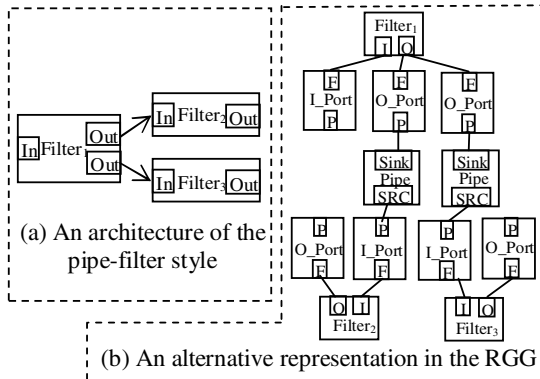 In Filter1 Out Out
In Filter2 Out
In Filter3 Out
(a) An architecture of the
pipe-filter style
Filter1
I O
F F F
I_Port O_Port O_Port
P P P
Sink Sink
Pipe Pipe
SRC SRC
P P P P
O_Port I_Port I_Port O_Port
F F F F
O I I O
Filter2 Filter3
(b) An alternative representation in the RGG